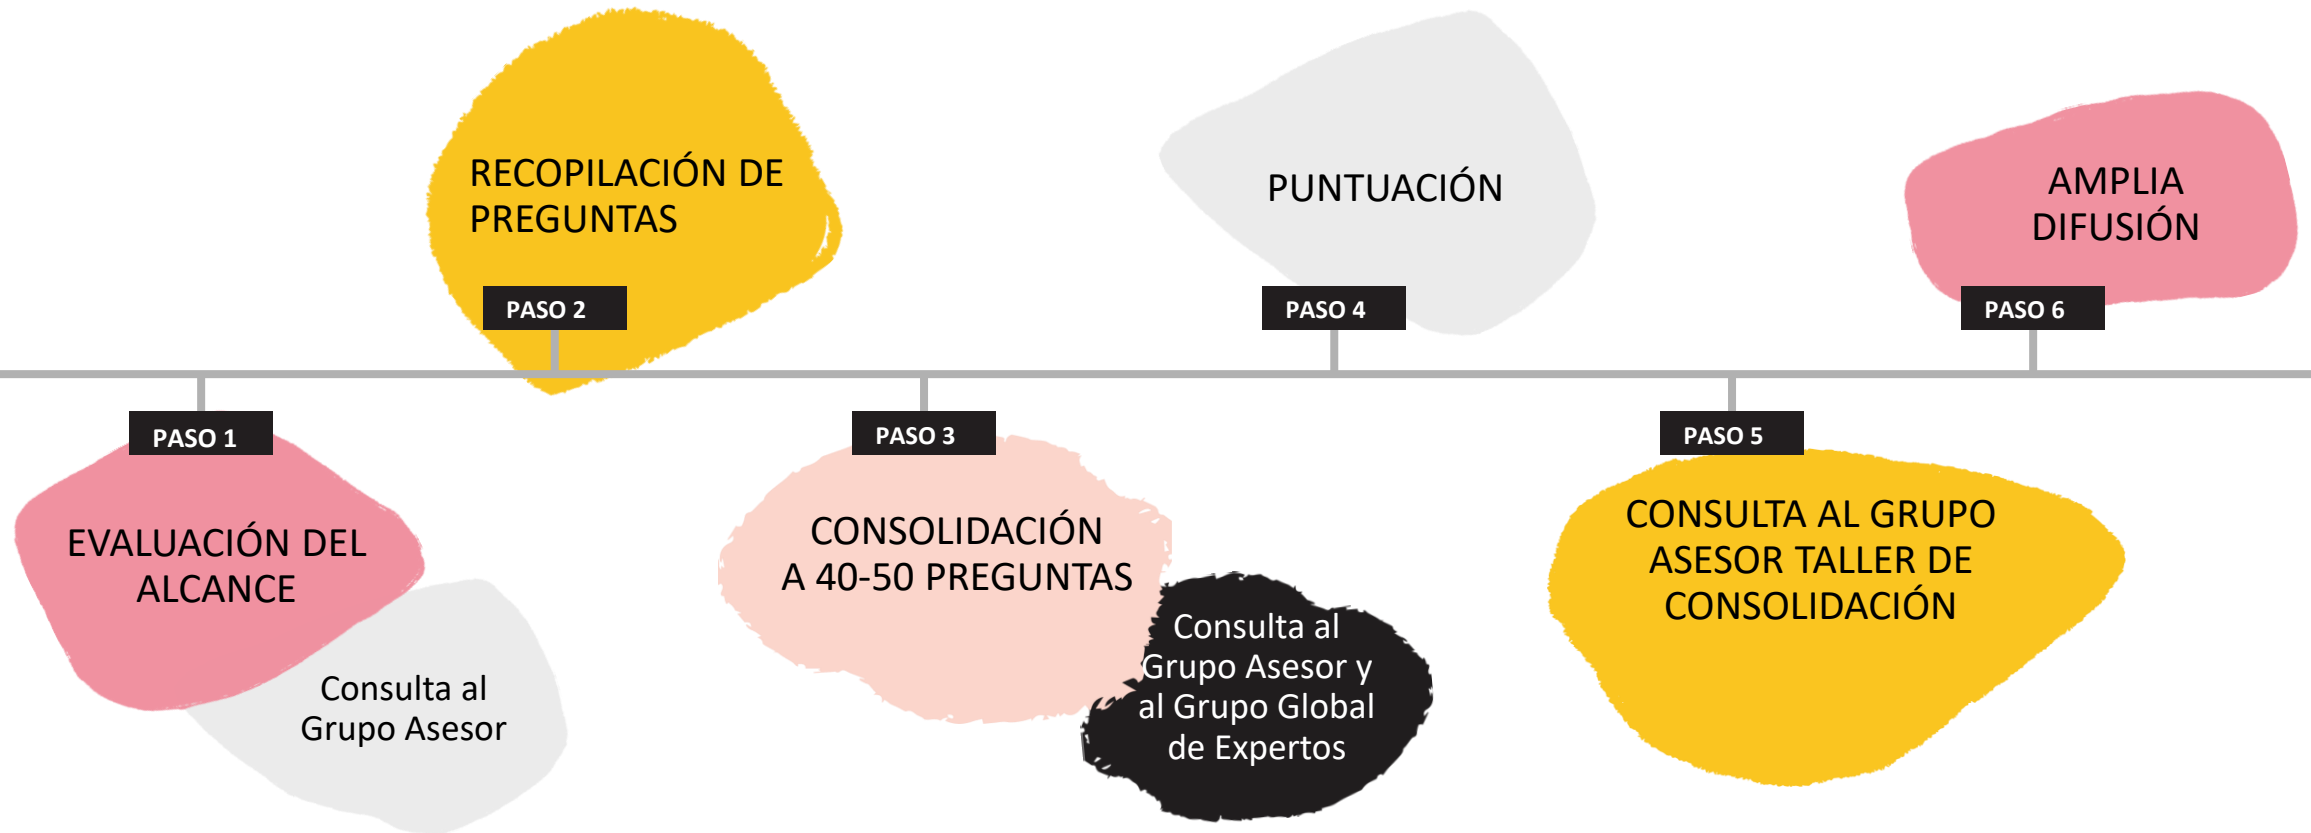 PASO 1
EVALUACIÓN DEL
ALCANCE
Consulta al
Grupo Asesor
RECOPILACIÓN DE
PREGUNTAS
PASO 2
PASO 3
CONSOLIDACIÓN
A 40-50 PREGUNTAS
Consulta al
Grupo Asesor y
al Grupo Global
de Expertos
PUNTUACIÓN
PASO 4
PASO 5
CONSULTA AL GRUPO
ASESOR TALLER DE
CONSOLIDACIÓN
AMPLIA
DIFUSIÓN
PASO 6